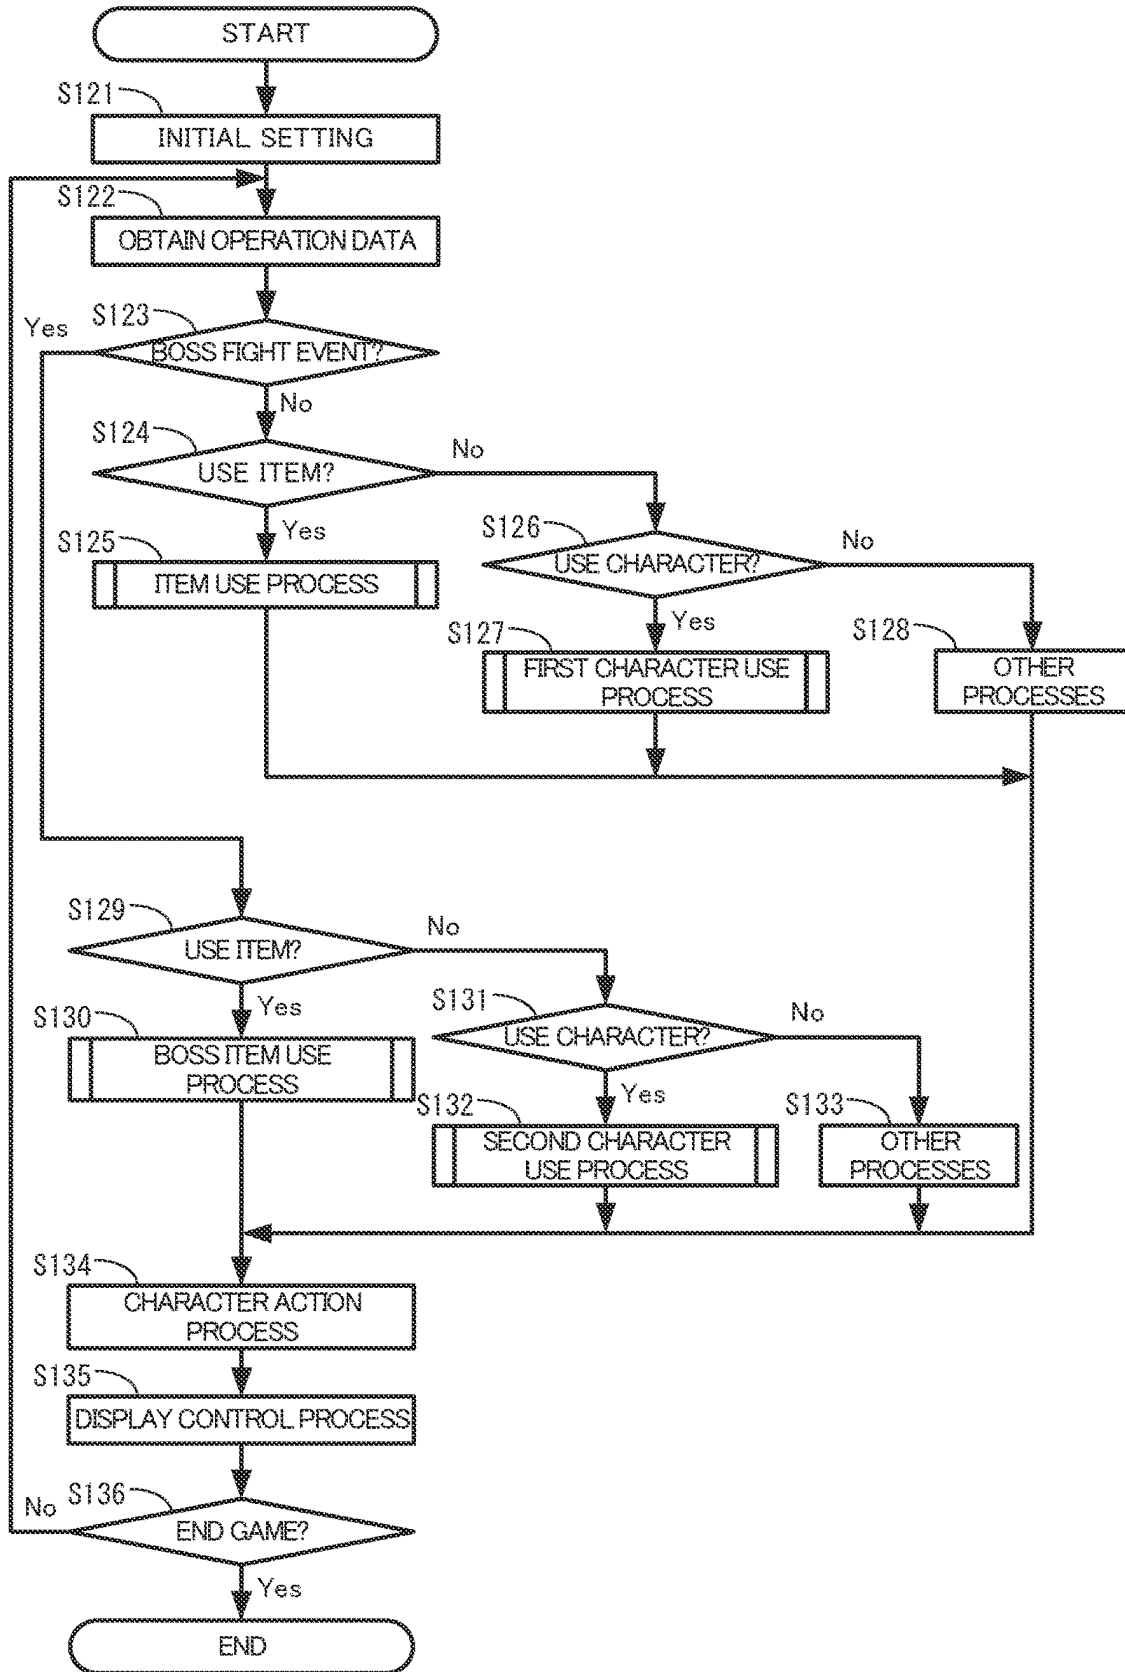 START
S121
INITIAL SETTING
S122
OBTAIN OPERATION DATA
S123
Yes
BOSS FIGHT EVENT?
No
S124
No
USE ITEM?
Yes
S125
ITEM USE PROCESS
S126
No
USE CHARACTER?
Yes
S127
FIRST CHARACTER USE
PROCESS
S128
OTHER
PROCESSES
S129
No
USE ITEM?
Yes
S130
BOSS ITEM USE
PROCESS
S131
No
USE CHARACTER?
Yes
S132
SECOND CHARACTER
USE PROCESS
S133
OTHER
PROCESSES
S134
CHARACTER ACTION
PROCESS
S135
DISPLAY CONTROL PROCESS
S136
No
END GAME?
Yes
END